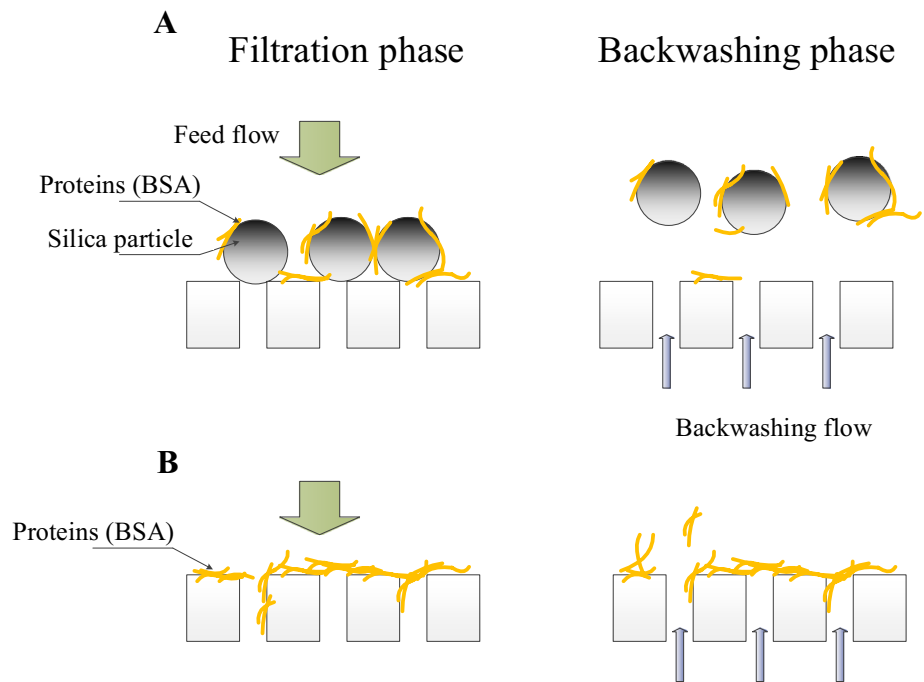 A
Filtration phase
Backwashing phase
Feed flow
Proteins (BSA)
Silica particle
Backwashing flow
B
Proteins (BSA)